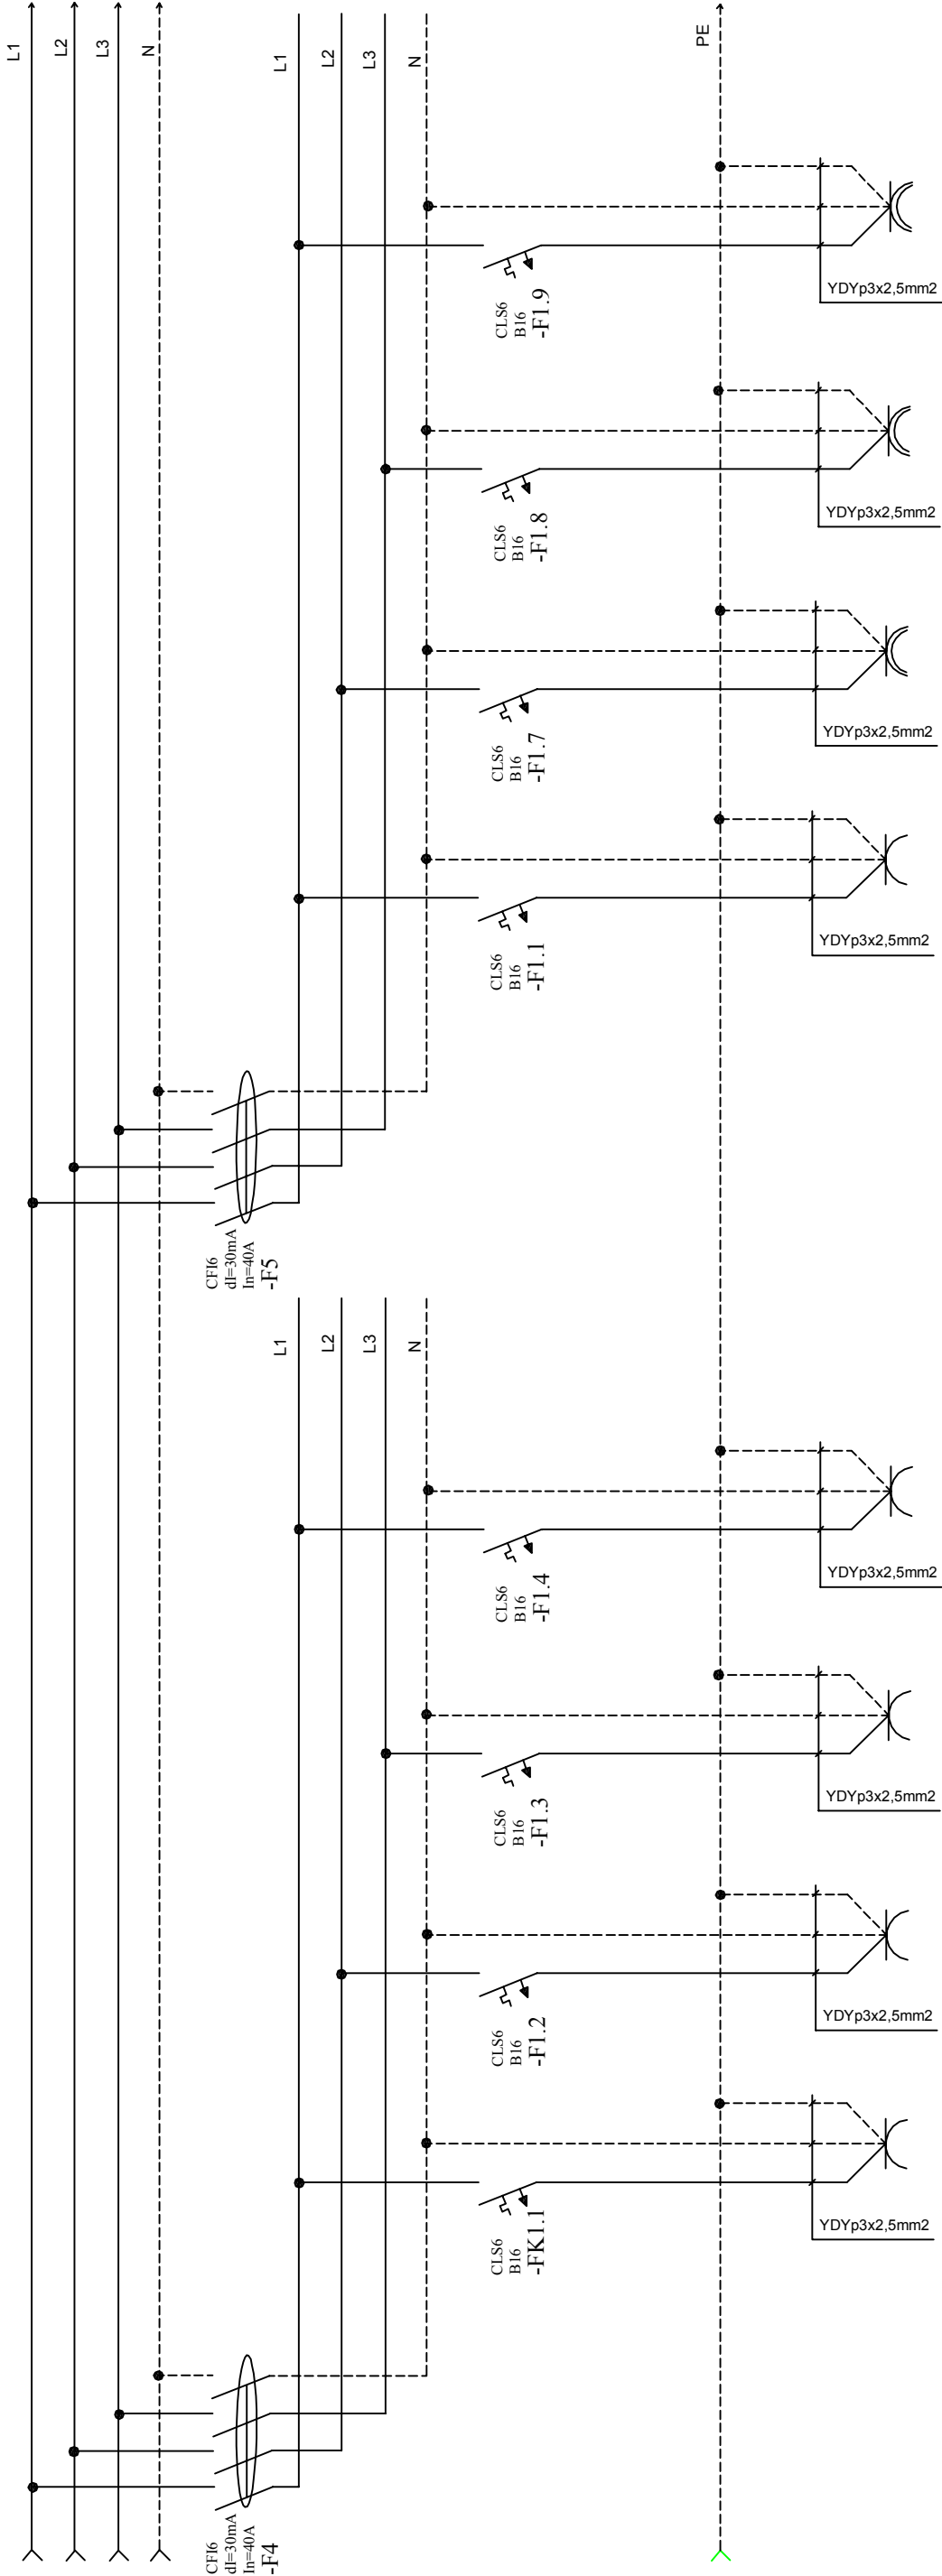 L1
L2
L3
N
L1
L2
L3
N
PE
CLS6
B16
-F1.9
YDYp3x2,5mm2
CLS6
B16
-F1.8
YDYp3x2,5mm2
CLS6
B16
-F1.7
YDYp3x2,5mm2
CLS6
B16
-F1.1
YDYp3x2,5mm2
CFI6
dI=30mA
In=40A
-F5
L1
L2
L3
N
CLS6
B16
-F1.4
YDYp3x2,5mm2
CLS6
B16
-F1.3
YDYp3x2,5mm2
CLS6
B16
-F1.2
YDYp3x2,5mm2
CLS6
B16
-FK1.1
YDYp3x2,5mm2
CFI6
dI=30mA
In=40A
-F4